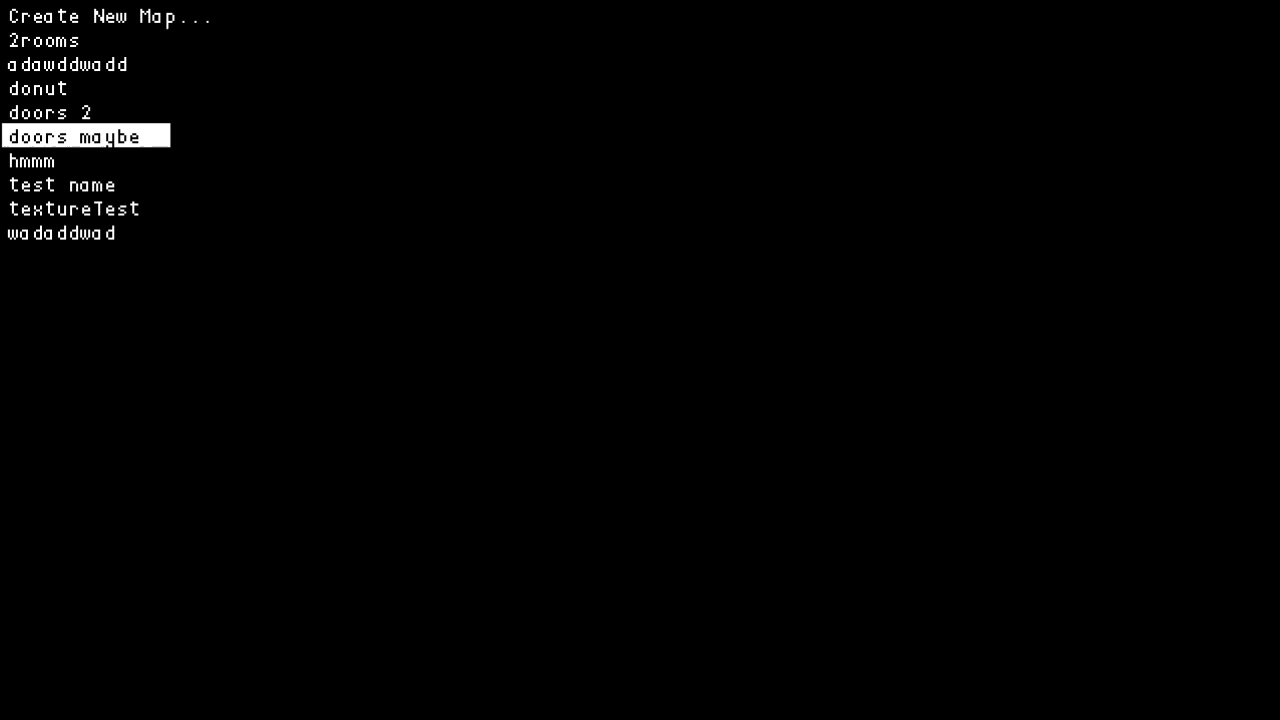 Create New Map...
2rooms
adawddwadd
donut
doors 2
doors maybe
hmmm
test name
textureTest
wadaddwad